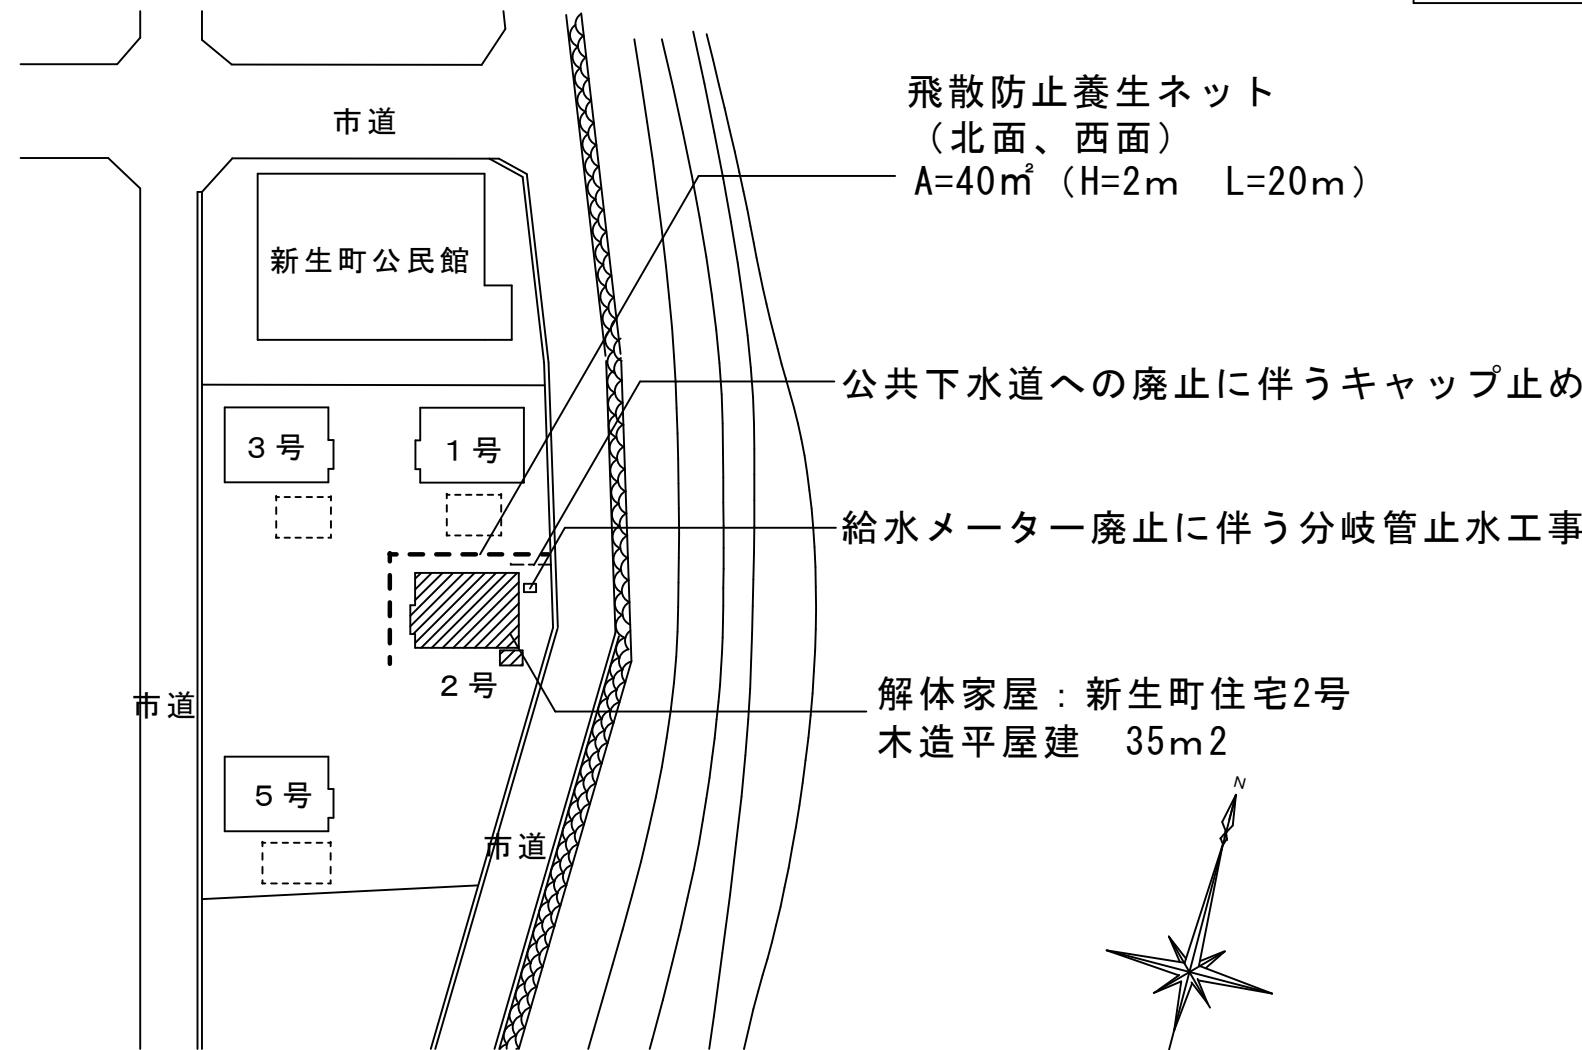 市道
飛散防止養生ネット
（北面、西面）
A=40㎡（H=2ｍ　L=20ｍ）
新生町公民館
公共下水道への廃止に伴うキャップ止め
3号
1号
給水メーター廃止に伴う分岐管止水工事
2号
解体家屋：新生町住宅2号
木造平屋建　35ｍ2
市道
5号
市道
N